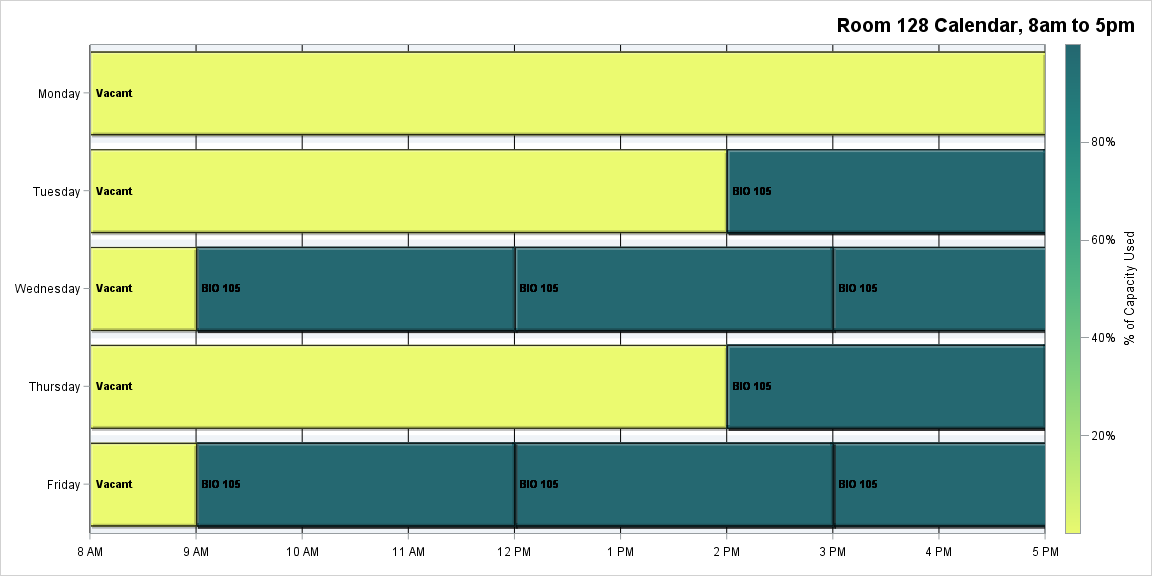 Room 128 Calendar, 8am to 5pm
Monday
Vacant
Tuesday
Vacant
BIO 105
Wednesday
Vacant
BIO 105
BIO 105
BIO 105
Thursday
Vacant
BIO 105
Friday
Vacant
BIO 105
BIO 105
BIO 105
8 AM
9 AM
10 AM
11 AM
12 PM
1 PM
2 PM
3 PM
4 PM
5 PM
80%
60%
40%
20%
% of Capacity Used